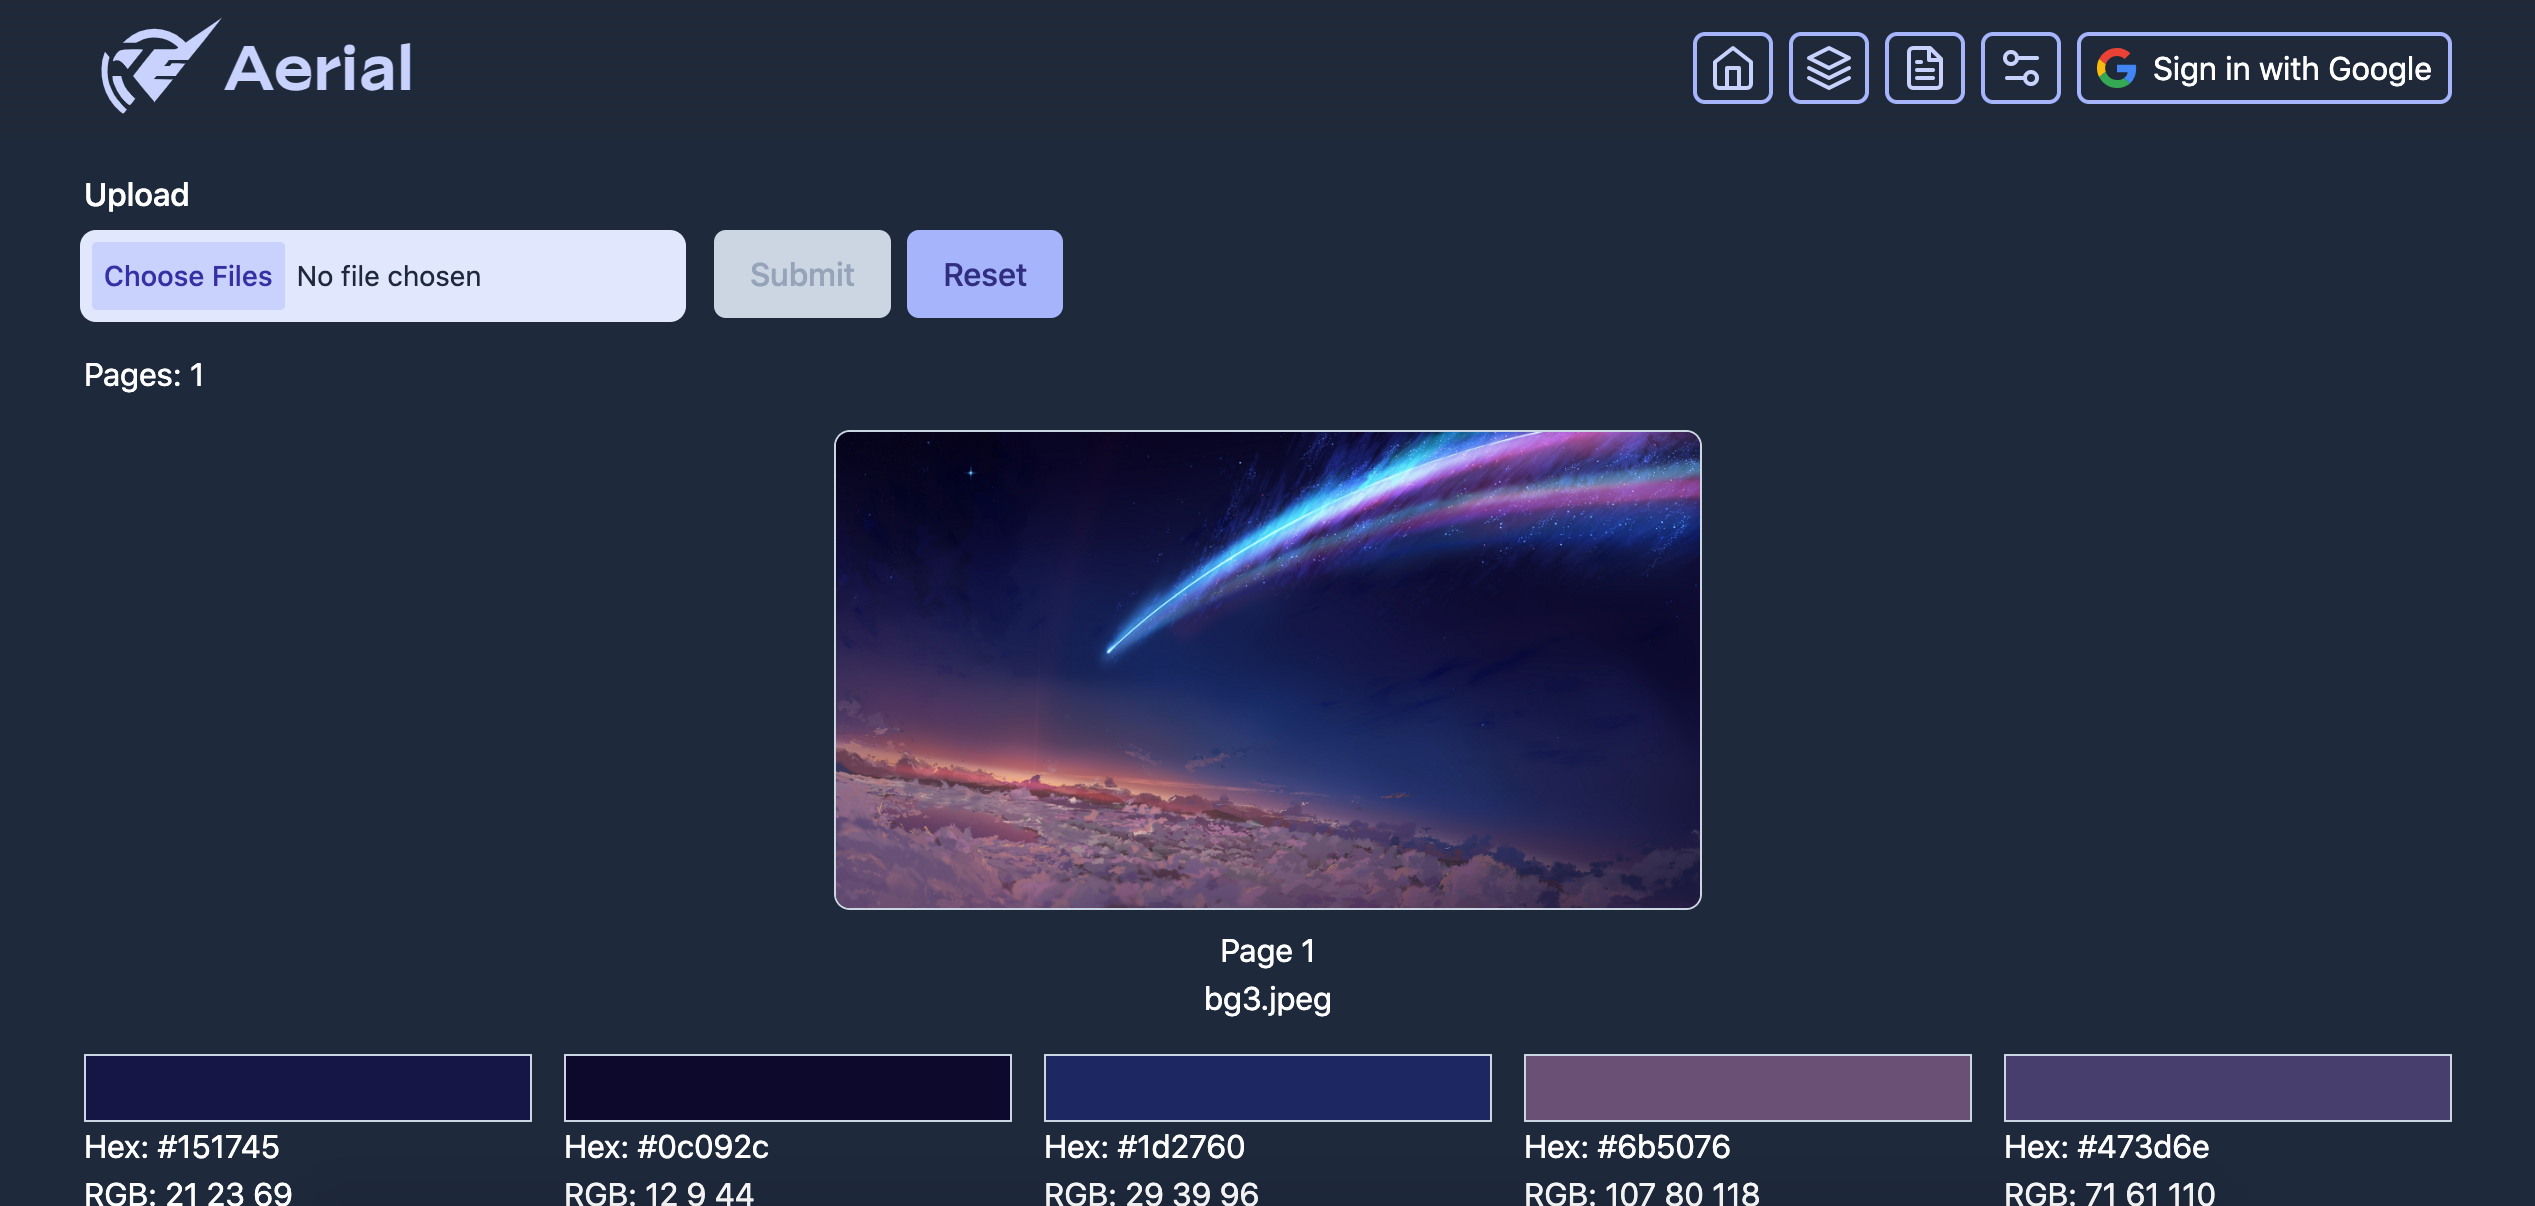 Aerial
Sign in with Google
Upload
Choose Files No file chosen
Submit
Reset
Pages: 1
Page 1
bg3.jpeg
Hex: #151745
RGB: 21 23 69
Hex: #0c092c
RGB: 12 9 44
Hex: #1d2760
RGB: 29 39 96
Hex: #6b5076
RGB: 107 80 118
Hex: #473d6e
RGB: 71 61 110